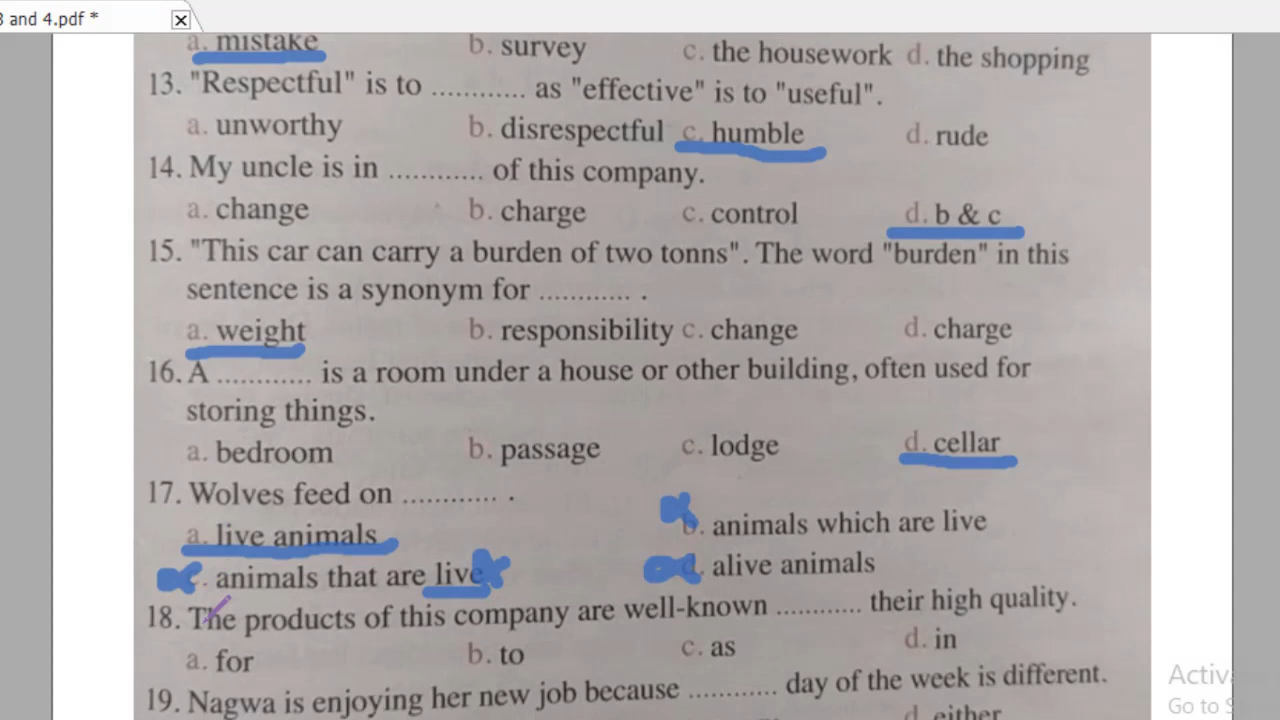 3 and 4.pdf *
a. mistake b. survey c. the housework d. the shopping
13. "Respectful" is to ............ as "effective" is to "useful".
a. unworthy b. disrespectful c. humble d. rude
14. My uncle is in ............ of this company.
a. change b. charge c. control d. b & c
15. "This car can carry a burden of two tonns". The word "burden" in this
sentence is a synonym for ............ .
a. weight b. responsibility c. change d. charge
16. A ............ is a room under a house or other building, often used for
storing things.
a. bedroom b. passage c. lodge d. cellar
17. Wolves feed on ............ .
a. live animals b. animals which are live
c. animals that are live d. alive animals
18. The products of this company are well-known ............ their high quality.
a. for b. to c. as d. in
19. Nagwa is enjoying her new job because ............ day of the week is different.
d. either
Go to